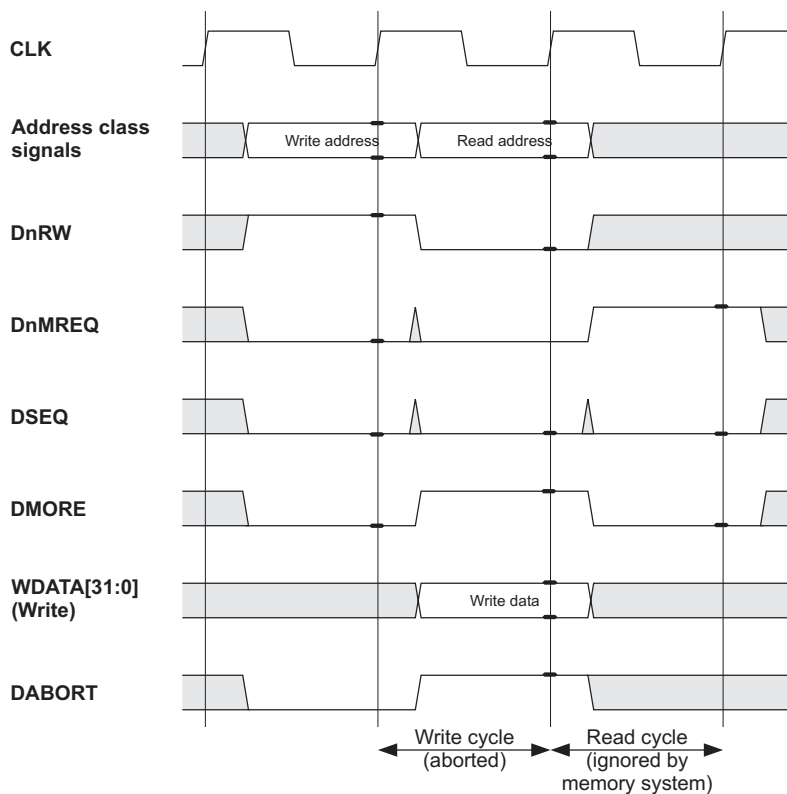 CLK
Address class
signals
Write address
Read address
DnRW
DnMREQ
DSEQ
DMORE
WDATA[31:0]
(Write)
Write data
DABORT
Write cycle
(aborted)
Read cycle
(ignored by
memory system)